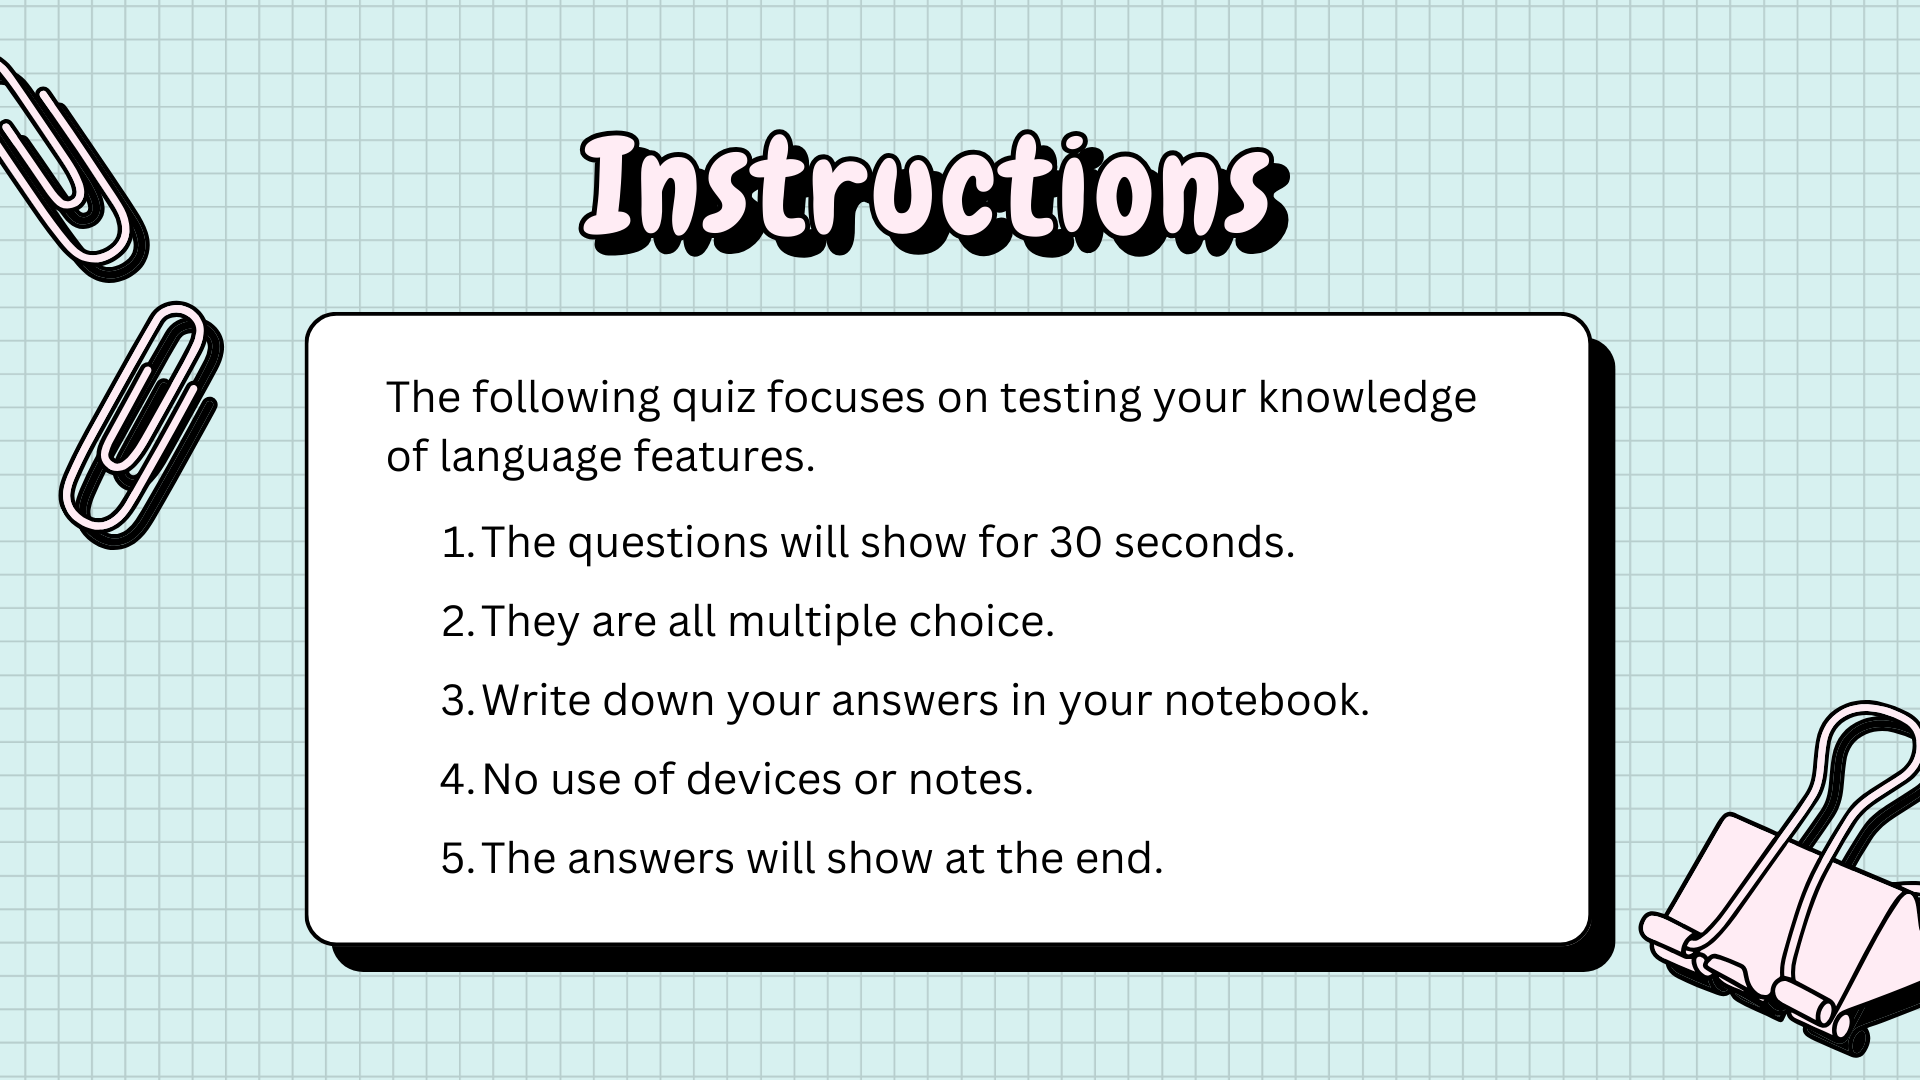 Instructions
The following quiz focuses on testing your knowledge
of language features.
1. The questions will show for 30 seconds.
2. They are all multiple choice.
3. Write down your answers in your notebook.
4. No use of devices or notes.
5. The answers will show at the end.